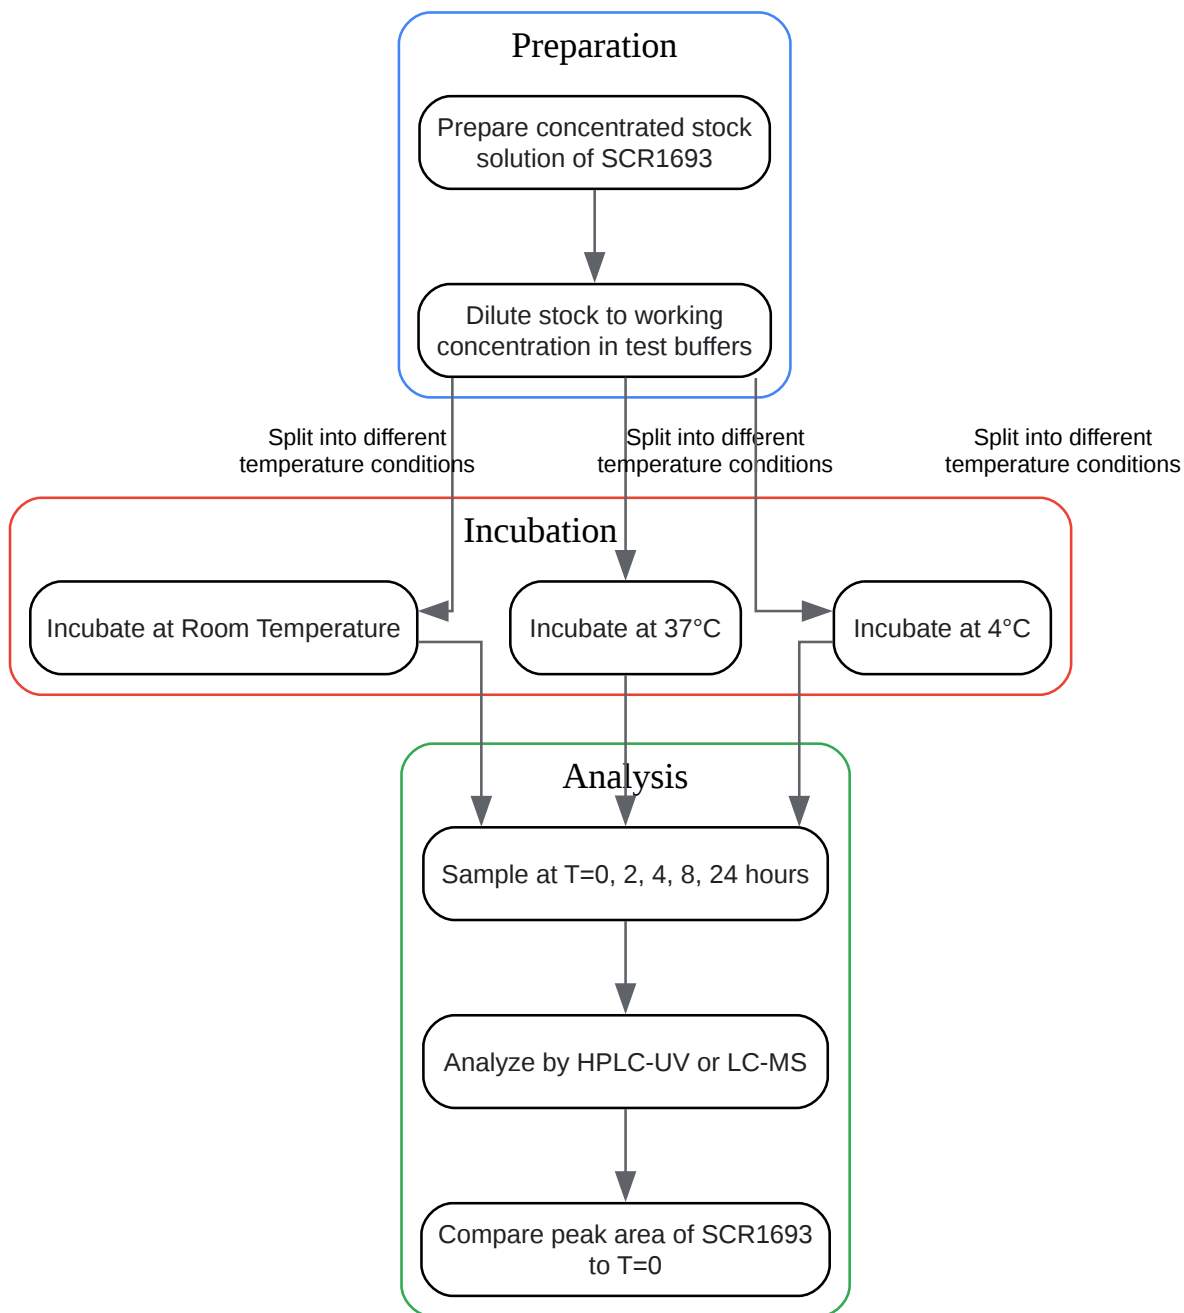 Preparation
Prepare concentrated stock
solution of SCR1693
Dilute stock to working
concentration in test buffers
Split into different
temperature conditions
Split into different
temperature conditions
Split into different
temperature conditions
Incubation
Incubate at Room Temperature
Incubate at 37°C
Incubate at 4°C
Analysis
Sample at T=0, 2, 4, 8, 24 hours
Analyze by HPLC-UV or LC-MS
Compare peak area of SCR1693
to T=0